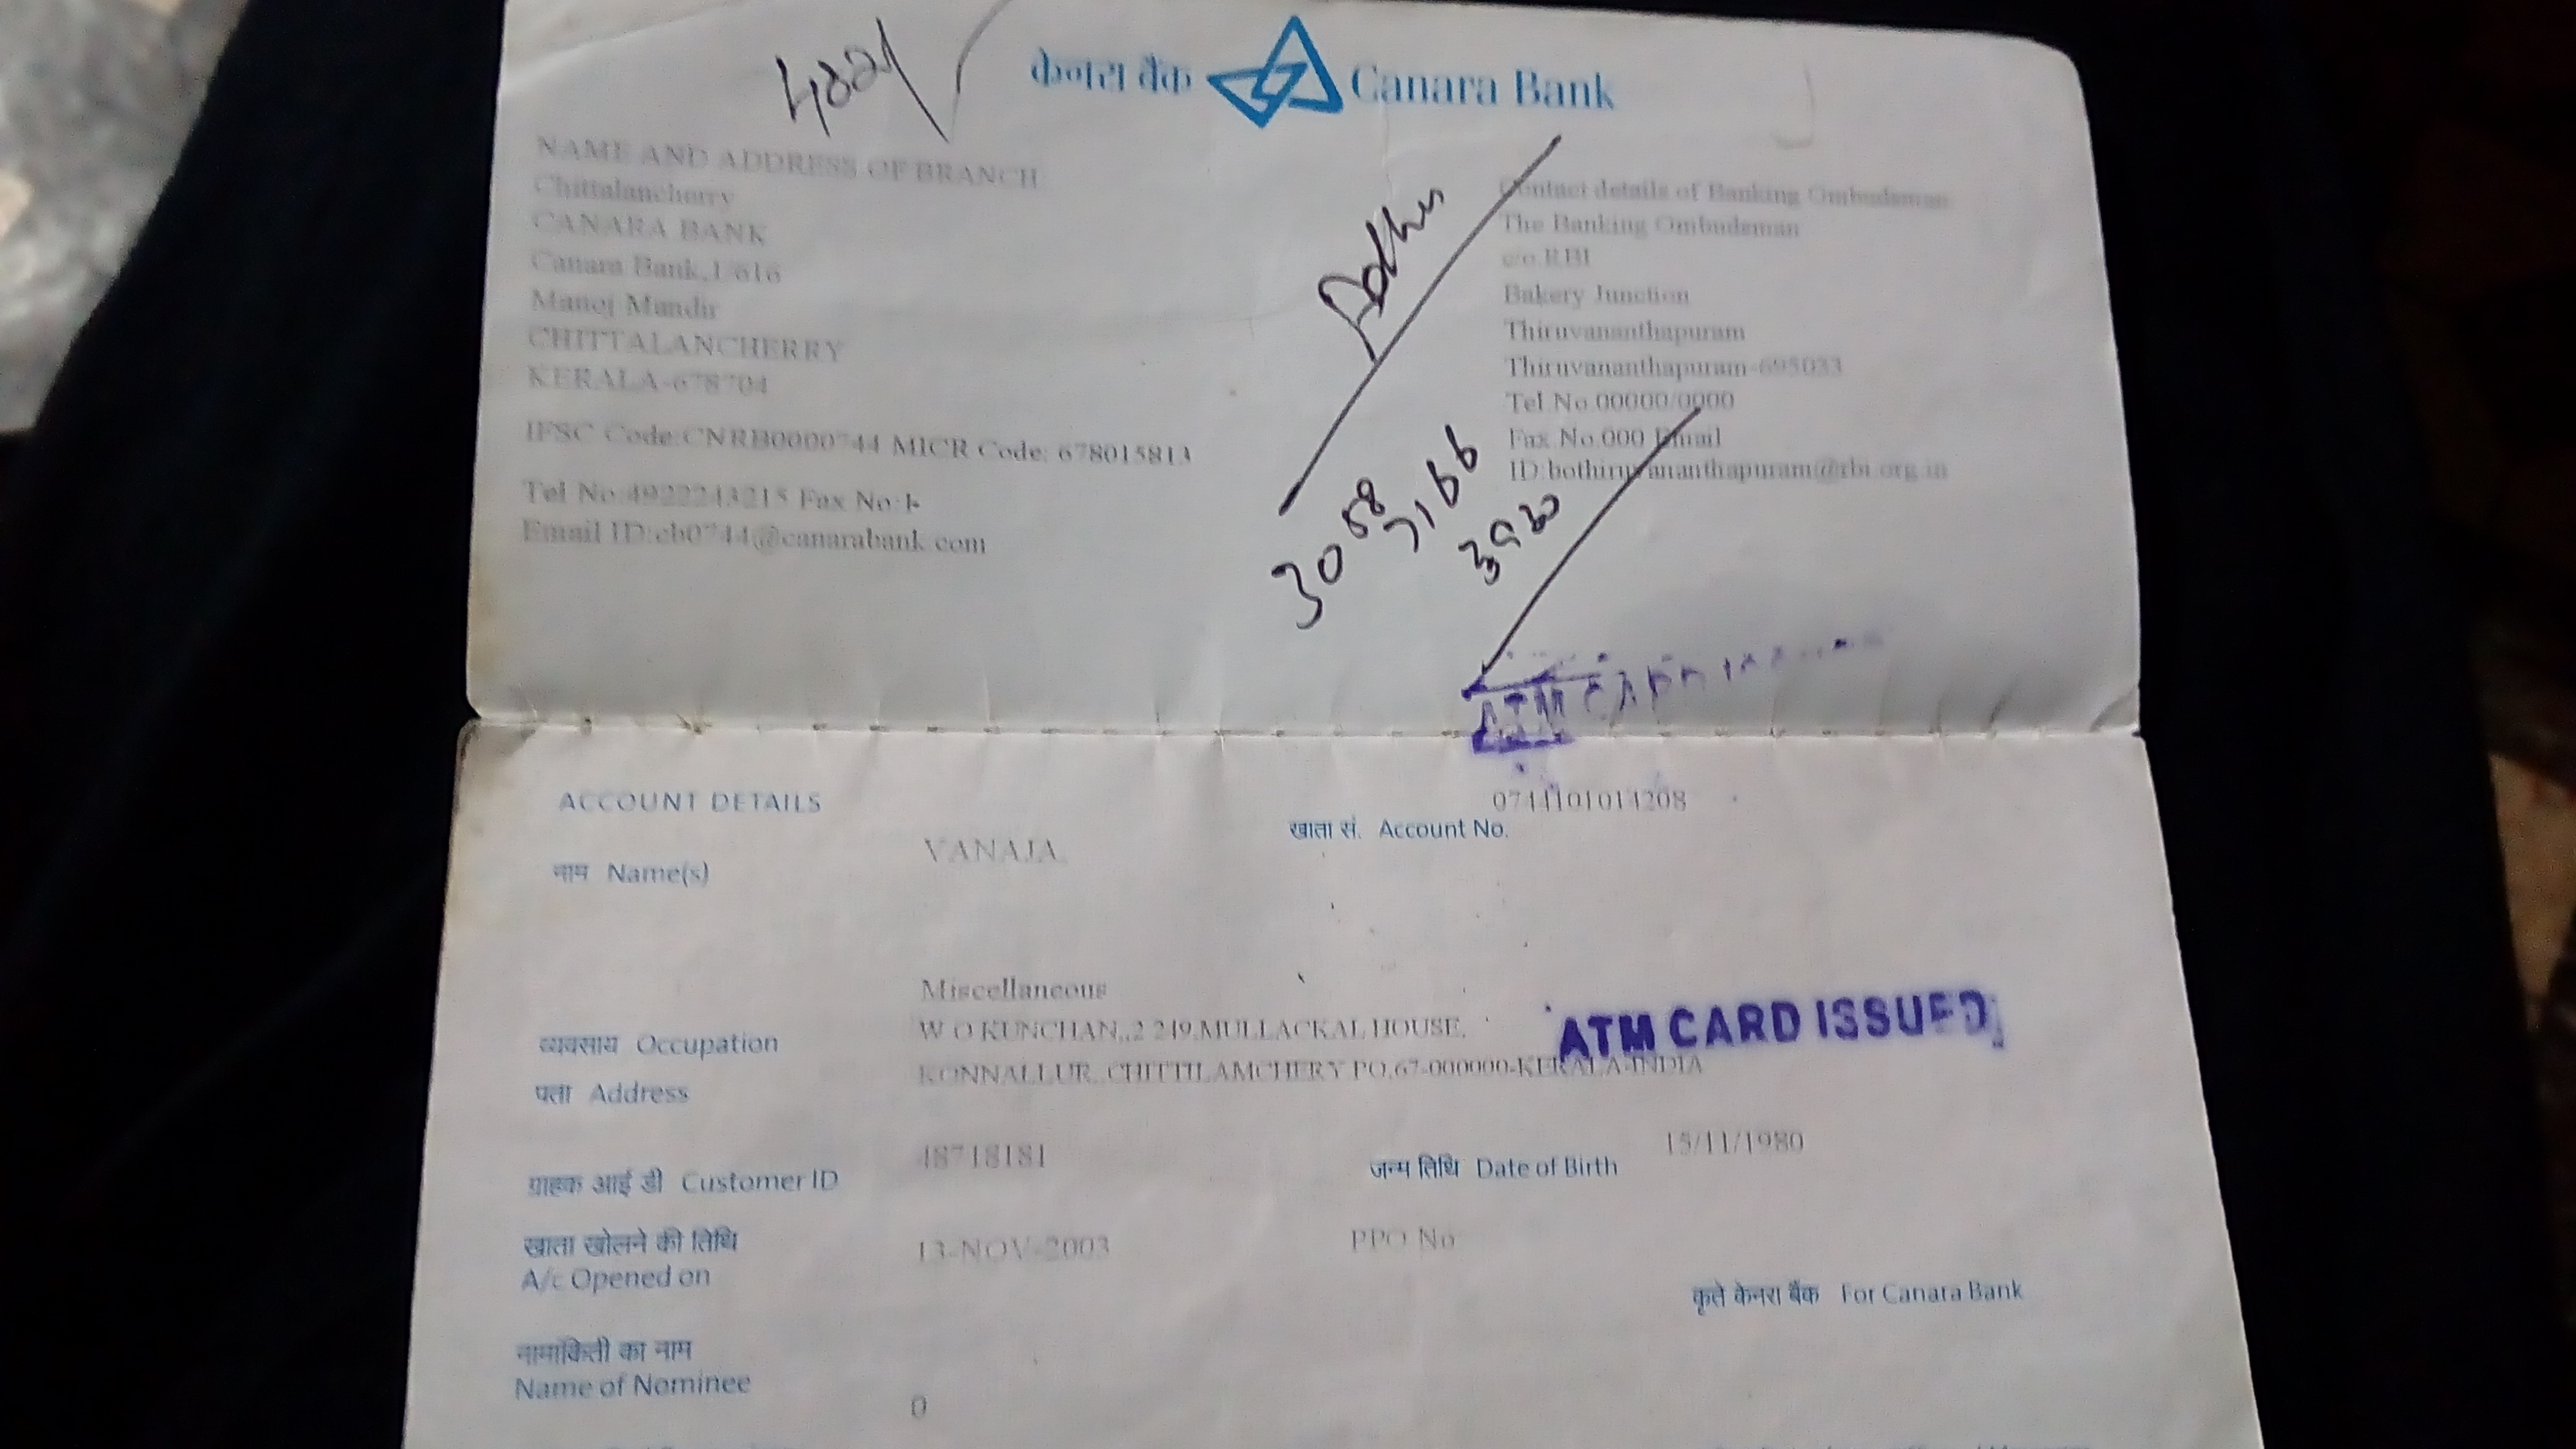 4821
केनरा बैंक Canara Bank
NAME AND ADDRESS OF BRANCH
Chittalancherry
CANARA BANK
Canara Bank,1/616
Manoj Mandir
CHITTALANCHERRY
KERALA-678704
IFSC Code:CNRB0000744 MICR Code: 678015813
Tel No:4922243215 Fax No:1-
Email ID:cb0744@canarabank.com
Contact details of Banking Ombudsman
The Banking Ombudsman
c/o RBI
Bakery Junction
Thiruvananthapuram
Thiruvananthapuram-695033
Tel No.00000/0000
Fax No.000 Email
ID:bothiruvananthapuram@rbi.org.in
3058
7166
3920
ATM CARD
ACCOUNT DETAILS
खाता सं. Account No. 0744101014208
नाम Name(s) VANAJA
व्यवसाय Occupation Miscellaneous
पता Address W O KUNCHAN,,2 249,MULLACKAL HOUSE,
KONNALLUR, CHITTILAMCHERY PO,67-000000-KERALA-INDIA
ATM CARD ISSUED
ग्राहक आई डी Customer ID 48718181
जन्म तिथि Date of Birth 15/11/1980
खाता खोलने की तिथि
A/c Opened on 13-NOV-2003
PPO No
कृते केनरा बैंक For Canara Bank
नामांकिती का नाम
Name of Nominee
0